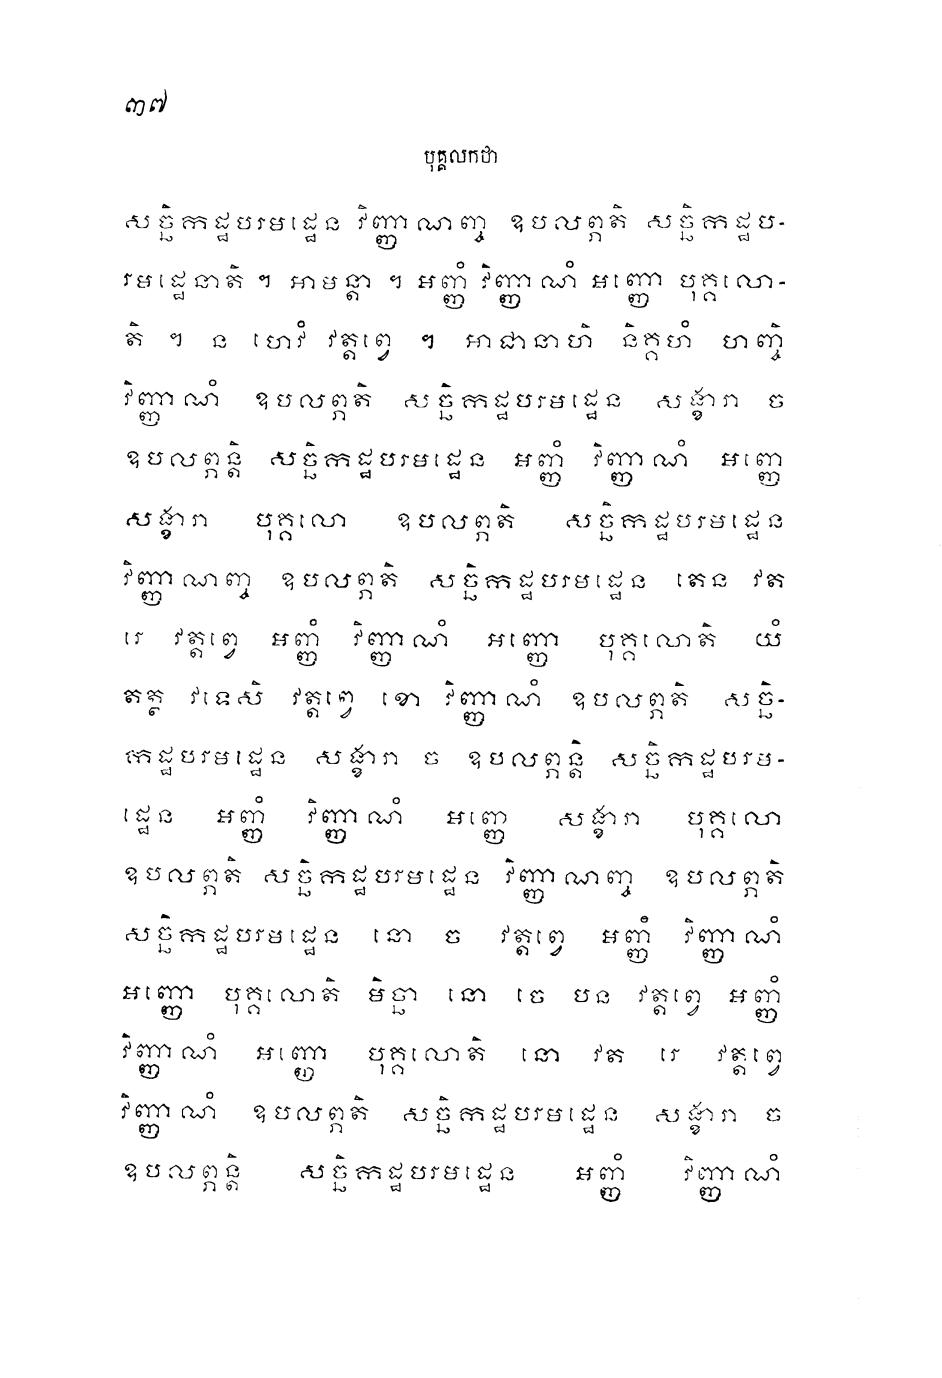 ៣៧
បុគ្គលកថា
សច្ឆិកដ្ឋបរមដ្ឋេន វិញ្ញាណញ្ច ឧបលព្ភតិ សច្ឆិកដ្ឋប-
រមដ្ឋេនាតិ ។ អាមន្តា ។ អញ្ញំ វិញ្ញាណំ អញ្ញោ បុគ្គលោ-
តិ ។ ន ហេវំ វត្តព្វេ ។ អាជានាហិ និគ្គហំ ហញ្ចិ
វិញ្ញាណំ ឧបលព្ភតិ សច្ឆិកដ្ឋបរមដ្ឋេន សង្ខារា ច
ឧបលព្ភន្តិ សច្ឆិកដ្ឋបរមដ្ឋេន អញ្ញំ វិញ្ញាណំ អញ្ញេ
សង្ខារា បុគ្គលោ ឧបលព្ភតិ សច្ឆិកដ្ឋបរមដ្ឋេន
វិញ្ញាណញ្ច ឧបលព្ភតិ សច្ឆិកដ្ឋបរមដ្ឋេន តេន វត
រេ វត្តព្វេ អញ្ញំ វិញ្ញាណំ អញ្ញោ បុគ្គលោតិ យំ
តត្ថ វទេសិ វត្តព្វេ ខោ វិញ្ញាណំ ឧបលព្ភតិ សច្ឆិ-
កដ្ឋបរមដ្ឋេន សង្ខារា ច ឧបលព្ភន្តិ សច្ឆិកដ្ឋបរម-
ដ្ឋេន អញ្ញំ វិញ្ញាណំ អញ្ញេ សង្ខារា បុគ្គលោ
ឧបលព្ភតិ សច្ឆិកដ្ឋបរមដ្ឋេន វិញ្ញាណញ្ច ឧបលព្ភតិ
សច្ឆិកដ្ឋបរមដ្ឋេន នោ ច វត្តព្វេ អញ្ញំ វិញ្ញាណំ
អញ្ញោ បុគ្គលោតិ មិច្ឆា នោ ចេ បន វត្តព្វេ អញ្ញំ
វិញ្ញាណំ អញ្ញោ បុគ្គលោតិ នោ វត រេ វត្តព្វេ
វិញ្ញាណំ ឧបលព្ភតិ សច្ឆិកដ្ឋបរមដ្ឋេន សង្ខារា ច
ឧបលព្ភន្តិ សច្ឆិកដ្ឋបរមដ្ឋេន អញ្ញំ វិញ្ញាណំ